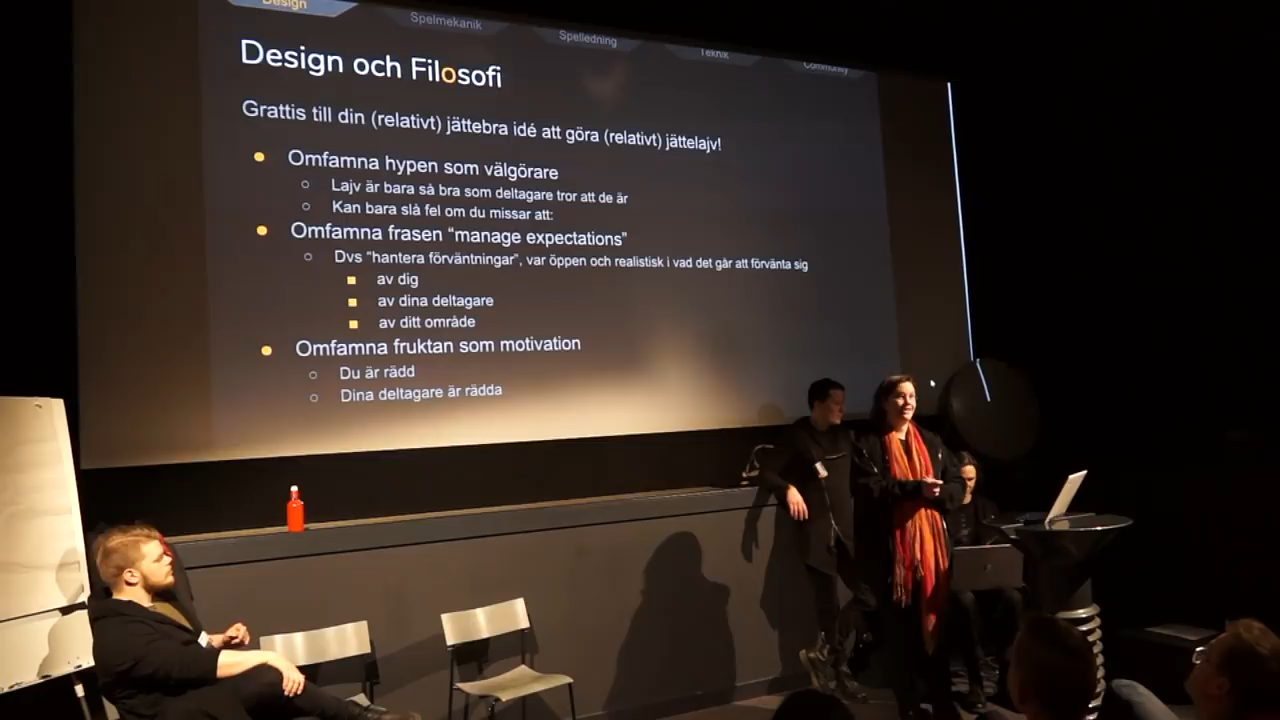 Design
Spelmekanik
Spelledning
Teknik
Community
Design och Filosofi
Grattis till din (relativt) jättebra idé att göra (relativt) jättelajv!
Omfamna hypen som välgörare
Lajv är bara så bra som deltagare tror att de är
Kan bara slå fel om du missar att:
Omfamna frasen “manage expectations”
Dvs “hantera förväntningar”, var öppen och realistisk i vad det går att förvänta sig
av dig
av dina deltagare
av ditt område
Omfamna fruktan som motivation
Du är rädd
Dina deltagare är rädda